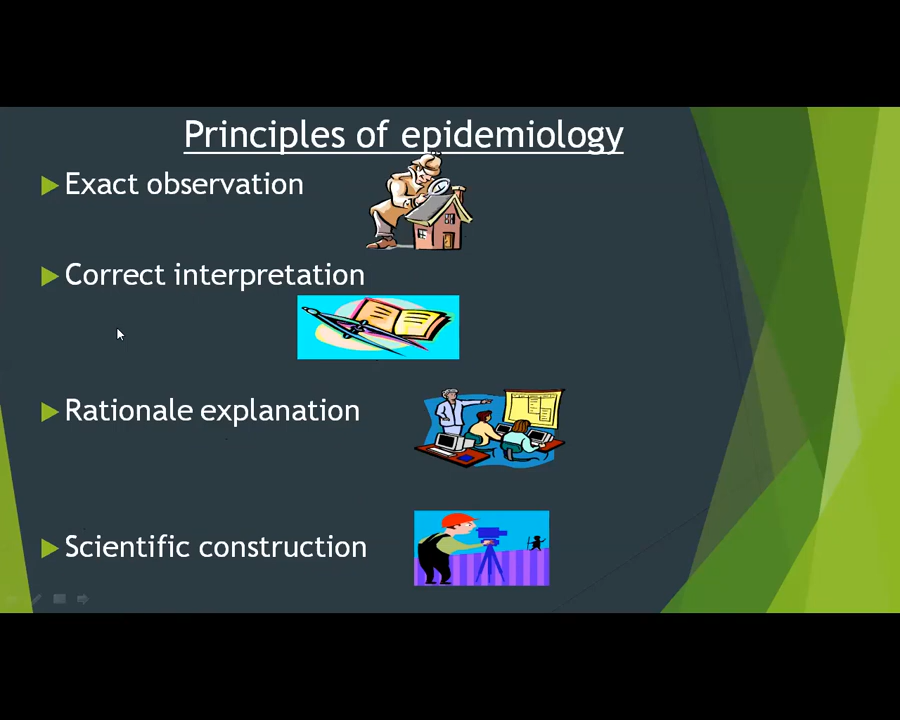 Principles of epidemiology
Exact observation
Correct interpretation
Rationale explanation
Scientific construction